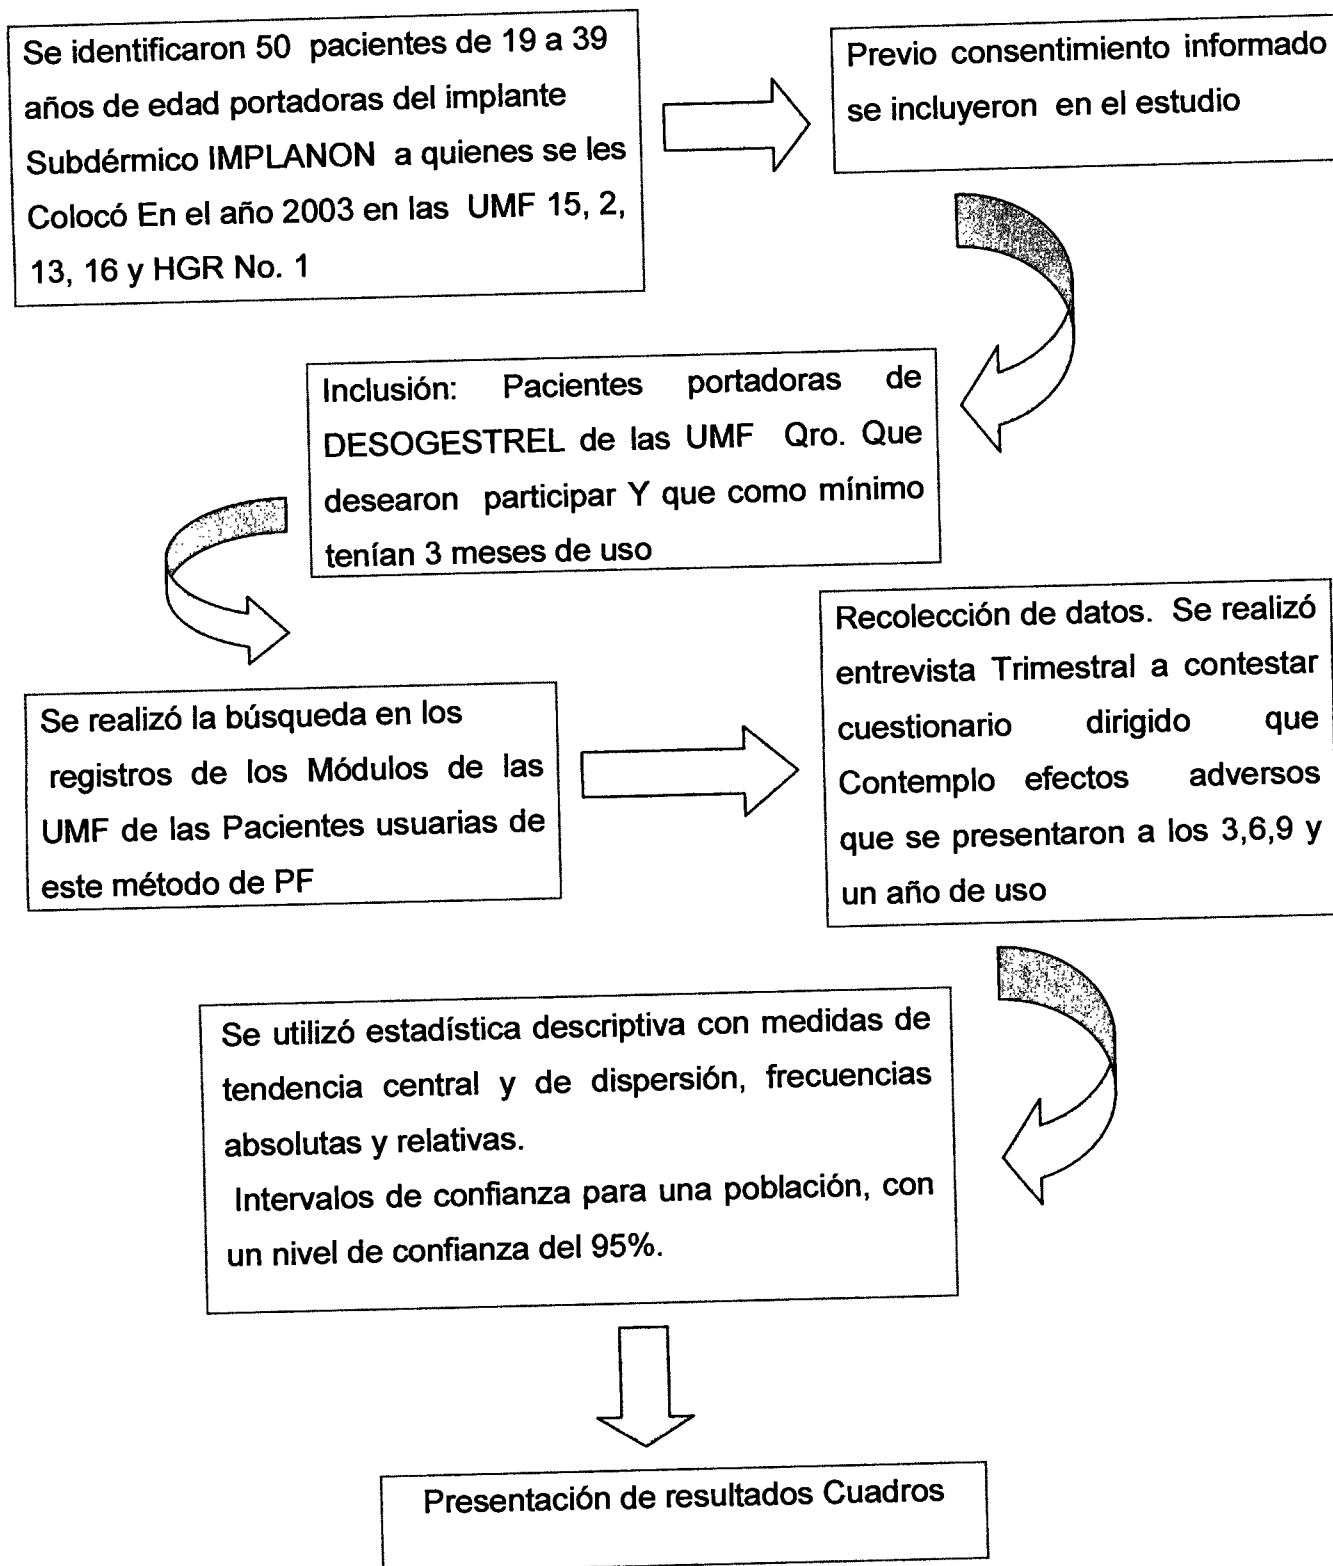 Se identificaron 50 pacientes de 19 a 39
años de edad portadoras del implante
Subdérmico IMPLANON a quienes se les
Colocó En el año 2003 en las UMF 15, 2,
13, 16 y HGR No. 1
Previo consentimiento informado
se incluyeron en el estudio
Inclusión: Pacientes portadoras de
DESOGESTREL de las UMF Qro. Que
desearon participar Y que como mínimo
tenían 3 meses de uso
Se realizó la búsqueda en los
registros de los Módulos de las
UMF de las Pacientes usuarias de
este método de PF
Recolección de datos. Se realizó
entrevista Trimestral a contestar
cuestionario dirigido que
Contemplo efectos adversos
que se presentaron a los 3,6,9 y
un año de uso
Se utilizó estadística descriptiva con medidas de
tendencia central y de dispersión, frecuencias
absolutas y relativas.
Intervalos de confianza para una población, con
un nivel de confianza del 95%.
Presentación de resultados Cuadros